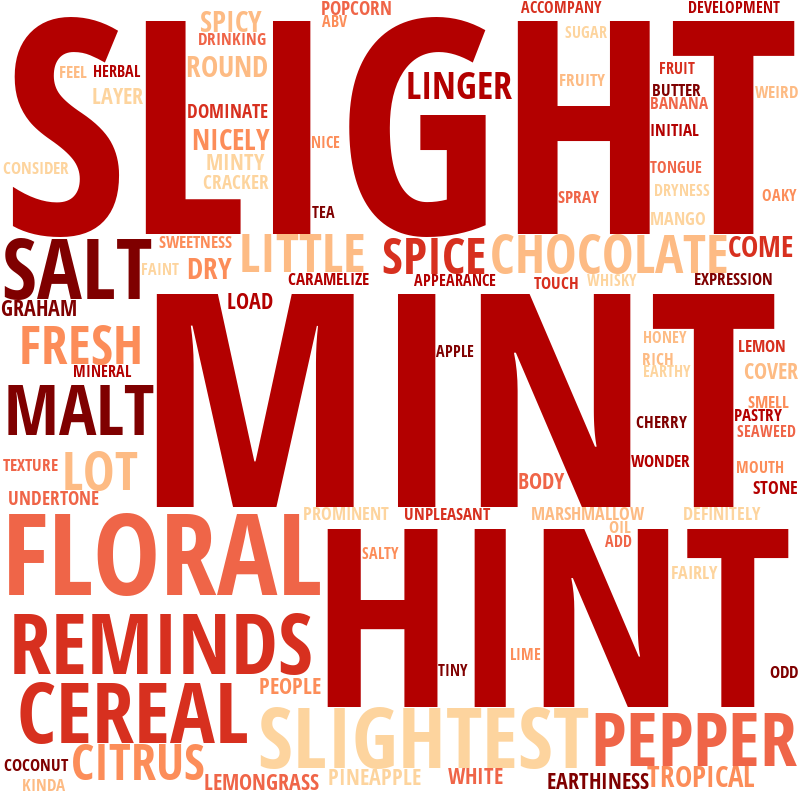 SLIGHT
POPCORN
ACCOMPANY
DEVELOPMENT
SPICY
ABV
SUGAR
DRINKING
FEEL
HERBAL
ROUND
FRUIT
LINGER
FRUITY
BUTTER
WEIRD
LAYER
BANANA
DOMINATE
INITIAL
NICELY
NICE
MINTY
CONSIDER
TONGUE
CRACKER
DRYNESS
OAKY
SPRAY
TEA
MANGO
SALT
SWEETNESS
LITTLE
SPICE
CHOCOLATE
COME
FAINT
DRY
CARAMELIZE
APPEARANCE
TOUCH
WHISKY
EXPRESSION
GRAHAM
LOAD
MINT
FRESH
HONEY
LEMON
APPLE
RICH
MINERAL
EARTHY
COVER
MALT
SMELL
PASTRY
CHERRY
SEAWEED
TEXTURE
LOT
WONDER
MOUTH
BODY
STONE
UNDERTONE
PROMINENT
UNPLEASANT
MARSHMALLOW
DEFINITELY
FLORAL
OIL
HINT
ADD
SALTY
FAIRLY
REMINDS
LIME
TINY
ODD
CEREAL
PEOPLE
SLIGHTEST
PEPPER
COCONUT
CITRUS
KINDA
LEMONGRASS
PINEAPPLE
WHITE
EARTHINESS
TROPICAL